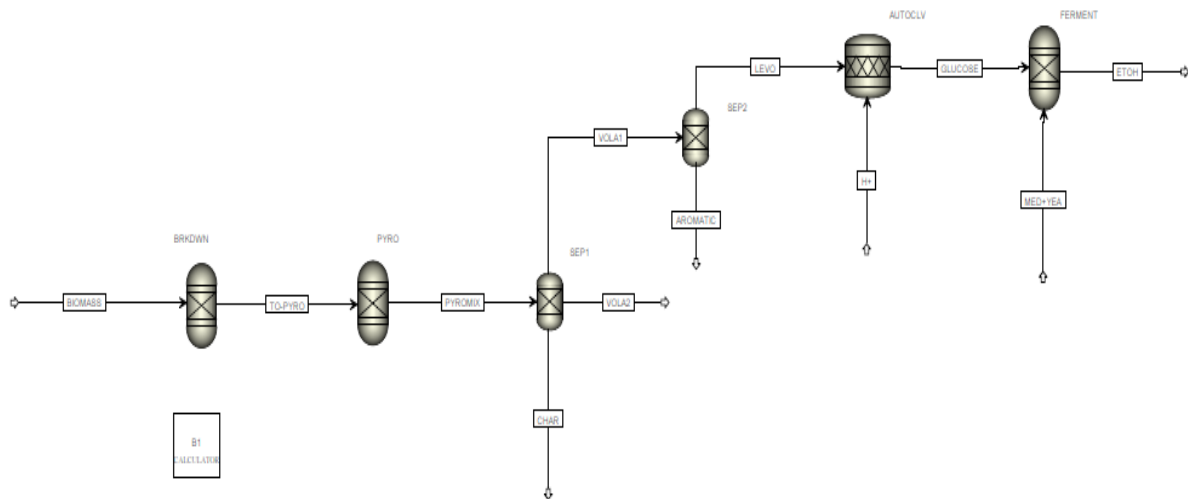 AUTOCLV
FERMENT
LEVO
GLUCOSE
ETOH
SEP2
VOLA1
H+
MED+YEA
AROMATIC
BRKDWN
PYRO
SEP1
BIOMASS
TO-PYRO
PYROMIX
VOLA2
CHAR
B1
CALCULATOR